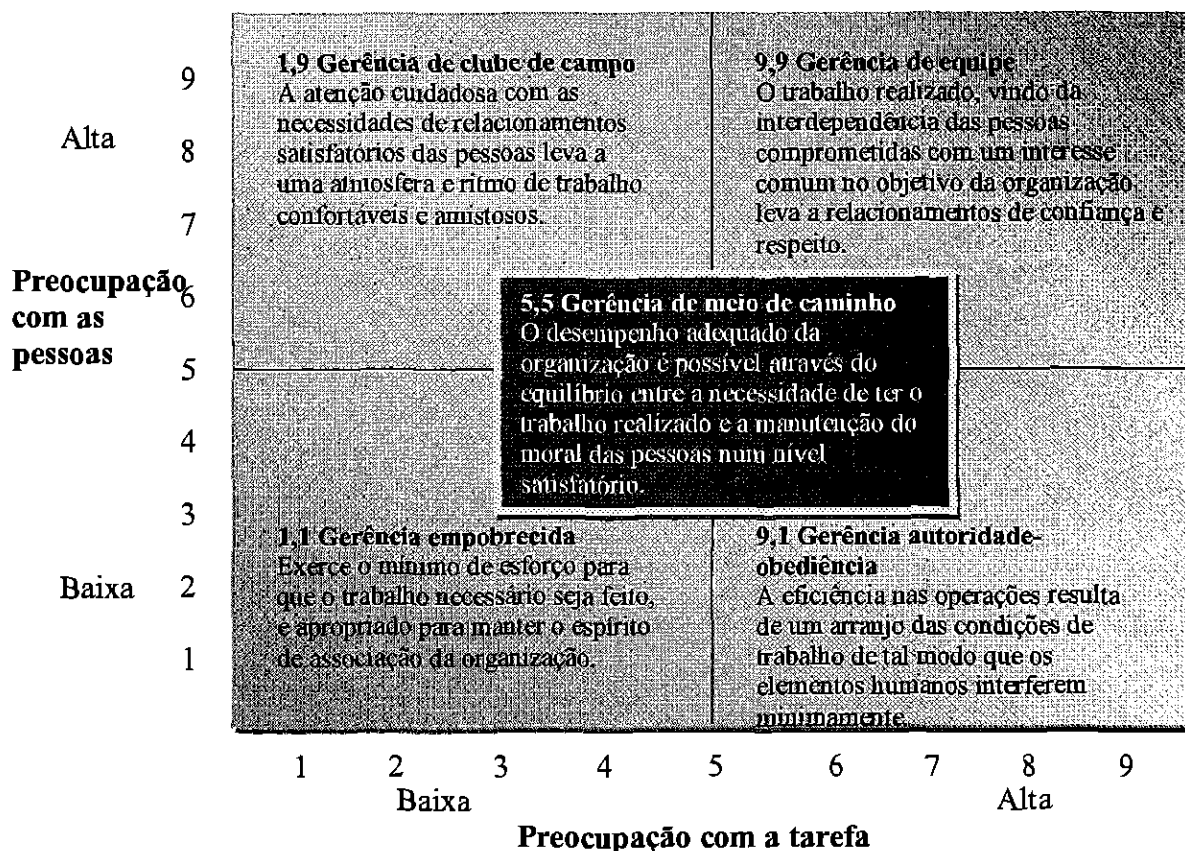 9
Alta
8
7
Preocupação
com as
pessoas
6
5
4
3
Baixa
2
1
1,9 Gerência de clube de campo
A atenção cuidadosa com as
necessidades de relacionamentos
satisfatórios das pessoas leva a
uma atmosfera e ritmo de trabalho
confortáveis e amistosos.
9,9 Gerência de equipe
O trabalho realizado, vindo da
interdependência das pessoas
comprometidas com um interesse
comum no objetivo da organização
leva a relacionamentos de confiança e
respeito.
5,5 Gerência de meio de caminho
O desempenho adequado da
organização é possível através do
equilíbrio entre a necessidade de ter o
trabalho realizado e a manutenção do
moral das pessoas num nível
satisfatório.
1,1 Gerência empobrecida
Exerce o mínimo de esforço para
que o trabalho necessário seja feito,
e apropriado para manter o espírito
de associação da organização.
9,1 Gerência autoridade-
obediência
A eficiência nas operações resulta
de um arranjo das condições de
trabalho de tal modo que os
elementos humanos interferem
minimamente.
1 2 3 4 5 6 7 8 9
Baixa Alta
Preocupação com a tarefa